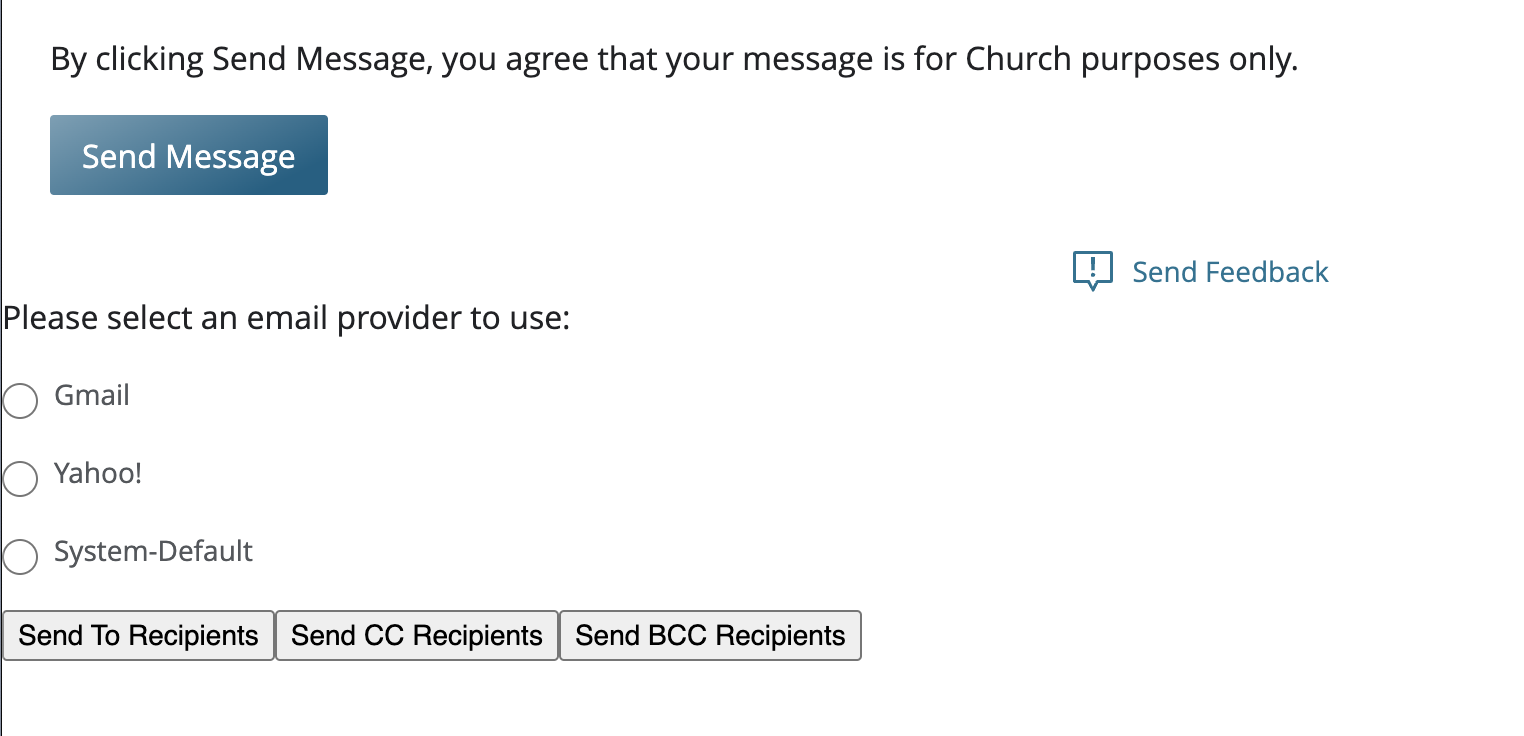 By clicking Send Message, you agree that your message is for Church purposes only.
Send Message
Send Feedback
Please select an email provider to use:
Gmail
Yahoo!
System-Default
Send To Recipients Send CC Recipients Send BCC Recipients